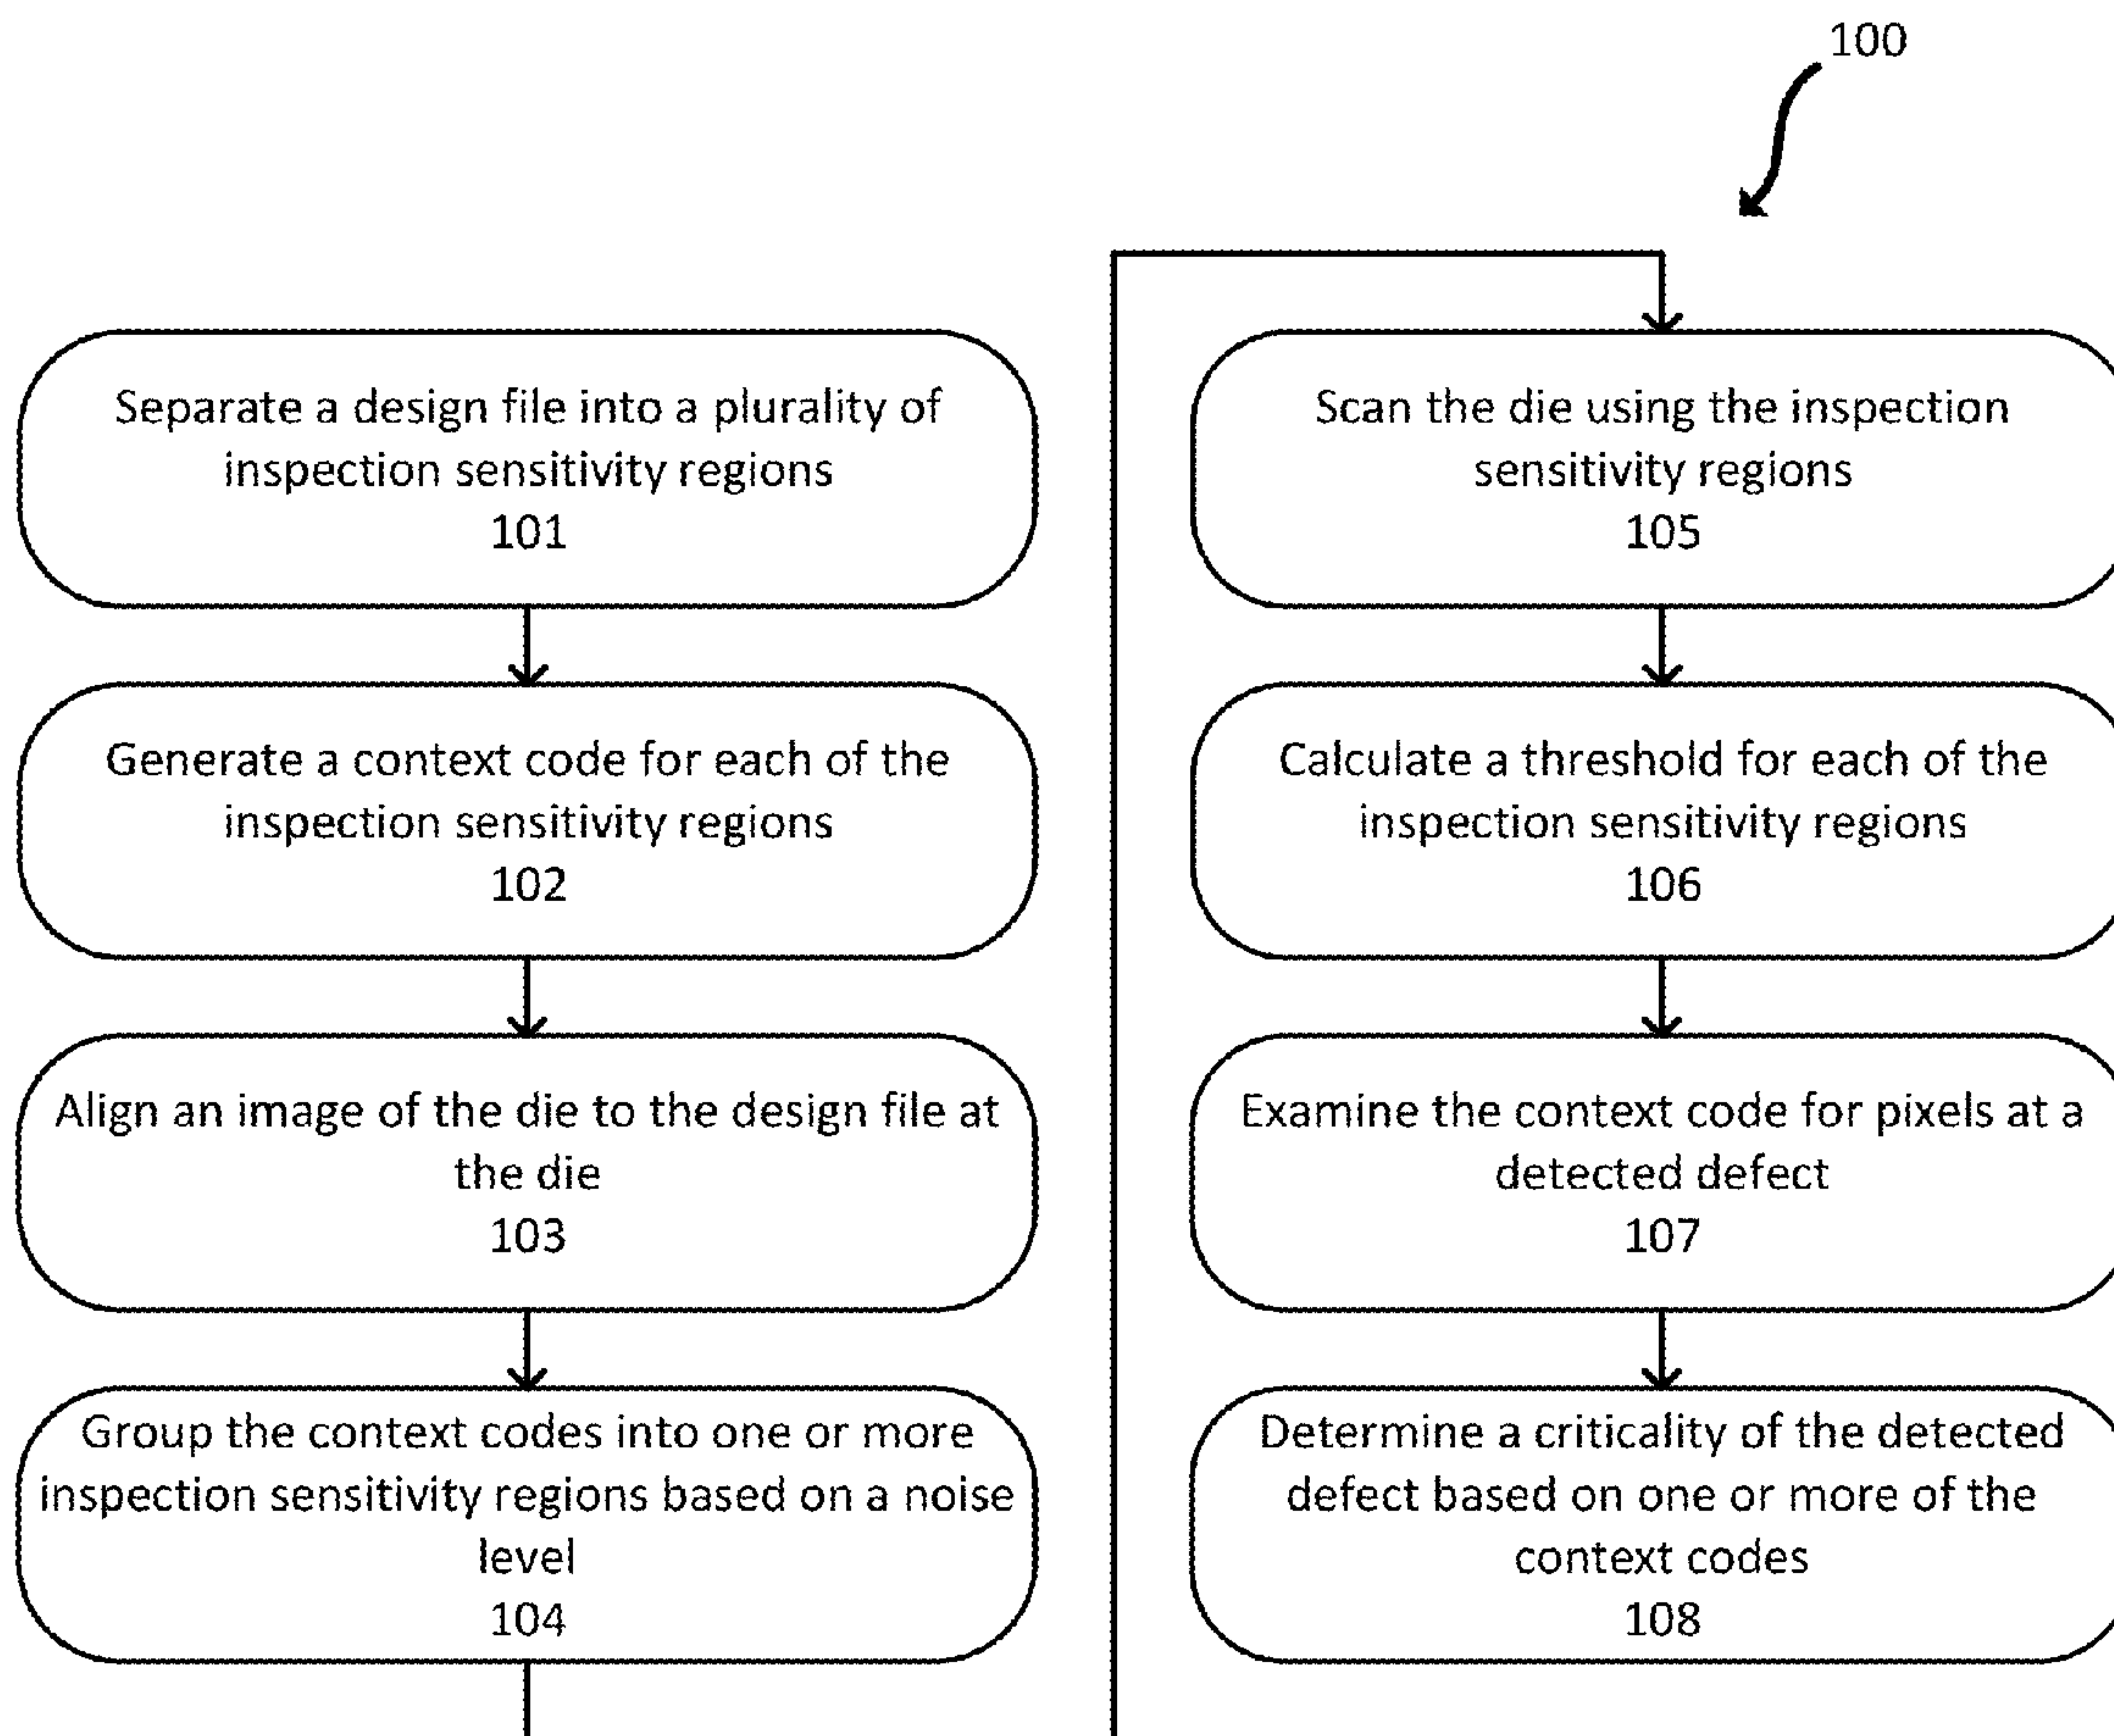 100
Separate a design file into a plurality of
inspection sensitivity regions
101
Generate a context code for each of the
inspection sensitivity regions
102
Align an image of the die to the design file at
the die
103
Group the context codes into one or more
inspection sensitivity regions based on a noise
level
104
Scan the die using the inspection
sensitivity regions
105
Calculate a threshold for each of the
inspection sensitivity regions
106
Examine the context code for pixels at a
detected defect
107
Determine a criticality of the detected
defect based on one or more of the
context codes
108